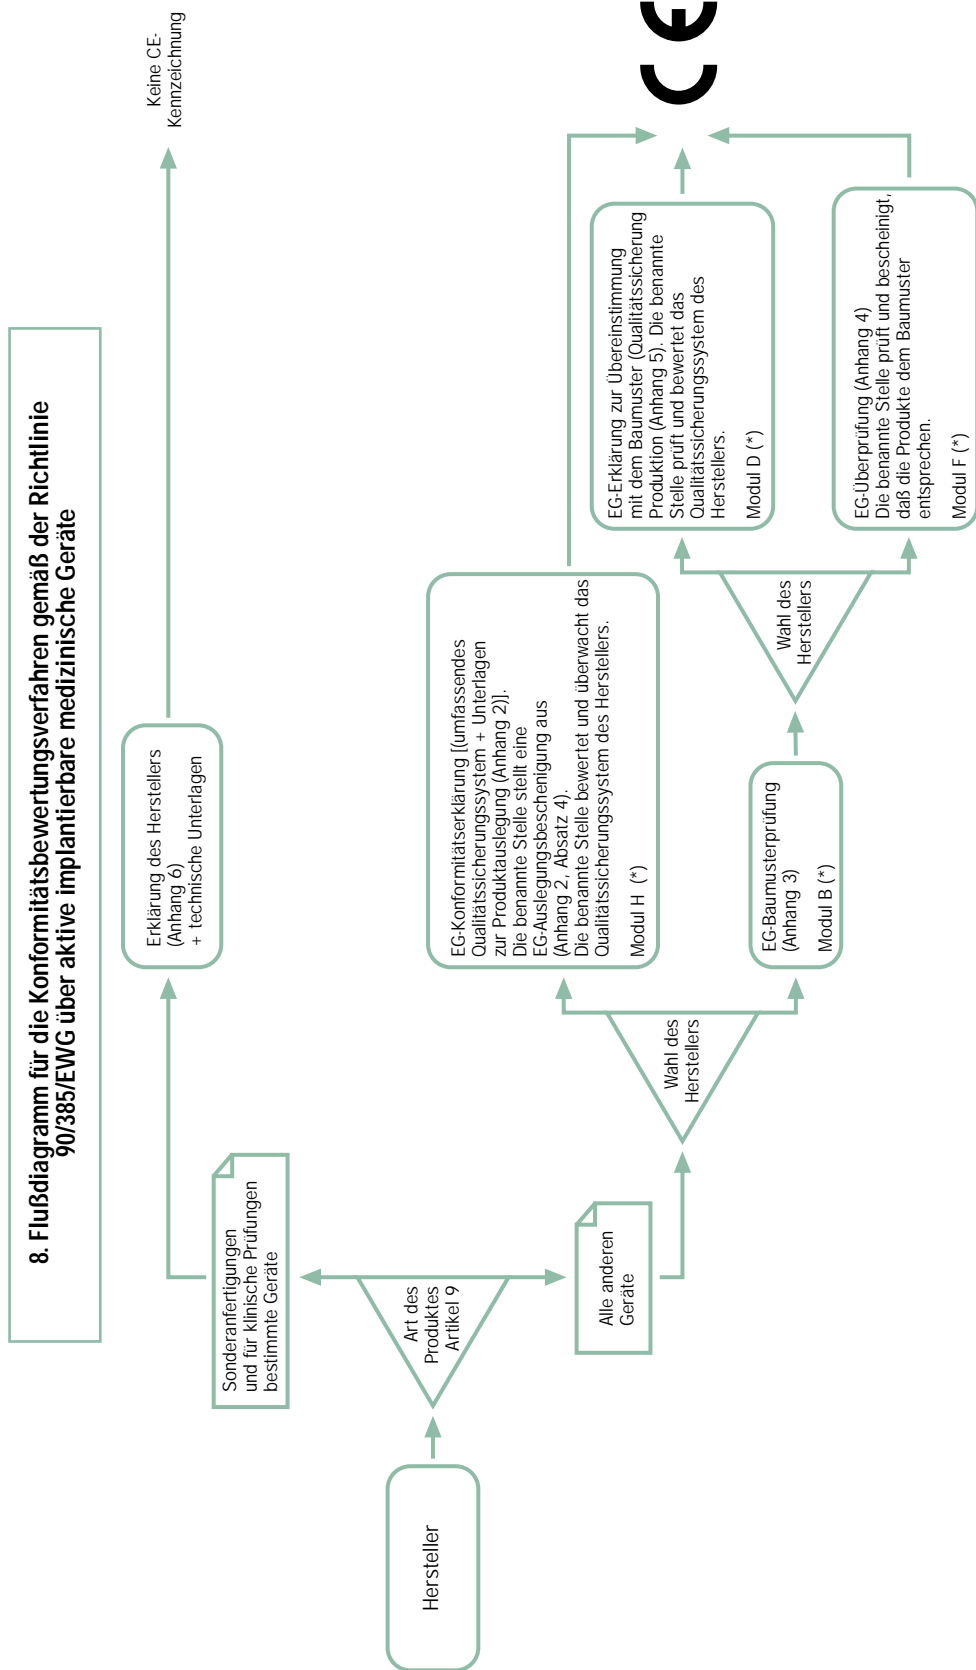 8. Flußdiagramm für die Konformitätsbewertungsverfahren gemäß der Richtlinie
90/385/EWG über aktive implantierbare medizinische Geräte
Hersteller
Art des
Produktes
Artikel 9
Sonderanfertigungen
und für klinische Prüfungen
bestimmte Geräte
Erklärung des Herstellers
(Anhang 6)
+ technische Unterlagen
Keine CE-
Kennzeichnung
Alle anderen
Geräte
Wahl des
Herstellers
EG-Konformitätserklärung [(umfassendes
Qualitätssicherungssystem + Unterlagen
zur Produktauslegung (Anhang 2)].
Die benannte Stelle stellt eine
EG-Auslegungsbeschenigung aus
(Anhang 2, Absatz 4).
Die benannte Stelle bewertet und überwacht das
Qualitätssicherungssystem des Herstellers.
Modul H (*)
EG-Baumusterprüfung
(Anhang 3)
Modul B (*)
Wahl des
Herstellers
EG-Erklärung zur Übereinstimmung
mit dem Baumuster (Qualitätssicherung
Produktion (Anhang 5). Die benannte
Stelle prüft und bewertet das
Qualitätssicherungssystem des
Herstellers.
Modul D (*)
EG-Überprüfung (Anhang 4)
Die benannte Stelle prüft und bescheinigt,
daß die Produkte dem Baumuster
entsprechen.
Modul F (*)
CE